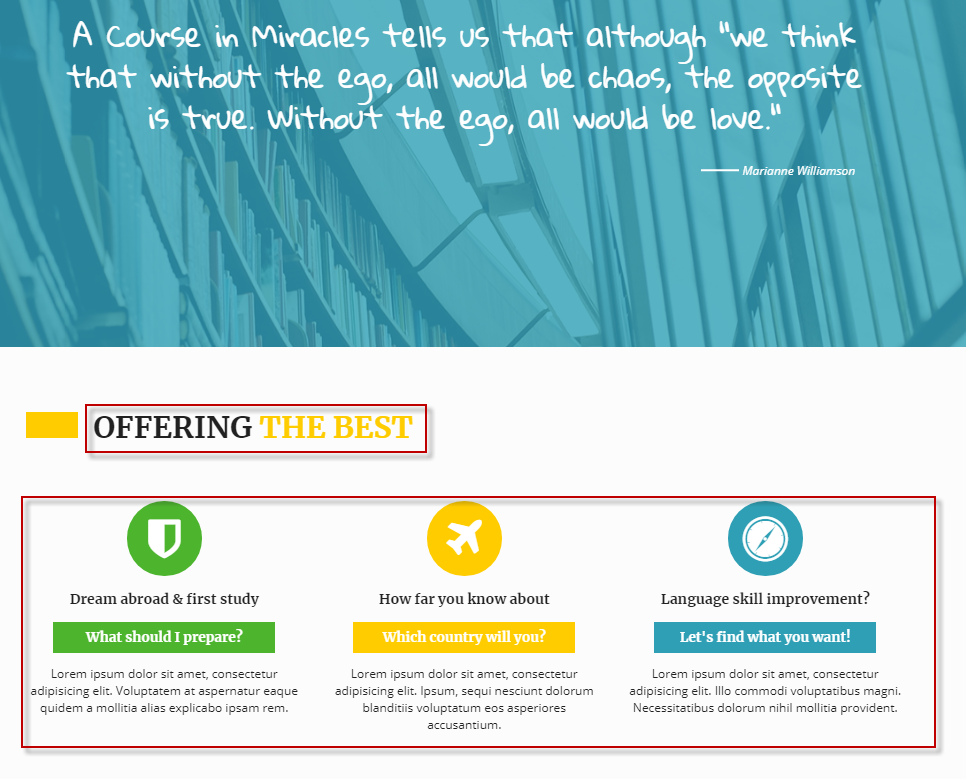 A Course in Miracles tells us that although "we think
that without the ego, all would be chaos, the opposite
is true. Without the ego, all would be love."
Marianne Williamson
OFFERING THE BEST
Dream abroad & first study
What should I prepare?
Lorem ipsum dolor sit amet, consectetur
adipisicing elit. Voluptatem at aspernatur eaque
quidem a mollitia alias explicabo ipsam rem.
How far you know about
Which country will you?
Lorem ipsum dolor sit amet, consectetur
adipisicing elit. Ipsum, sequi nesciunt dolorum
blanditiis voluptatum eos asperiores
accusantium.
Language skill improvement?
Let's find what you want!
Lorem ipsum dolor sit amet, consectetur
adipisicing elit. Illo commodi voluptatibus magni.
Necessitatibus dolorum nihil mollitia provident.